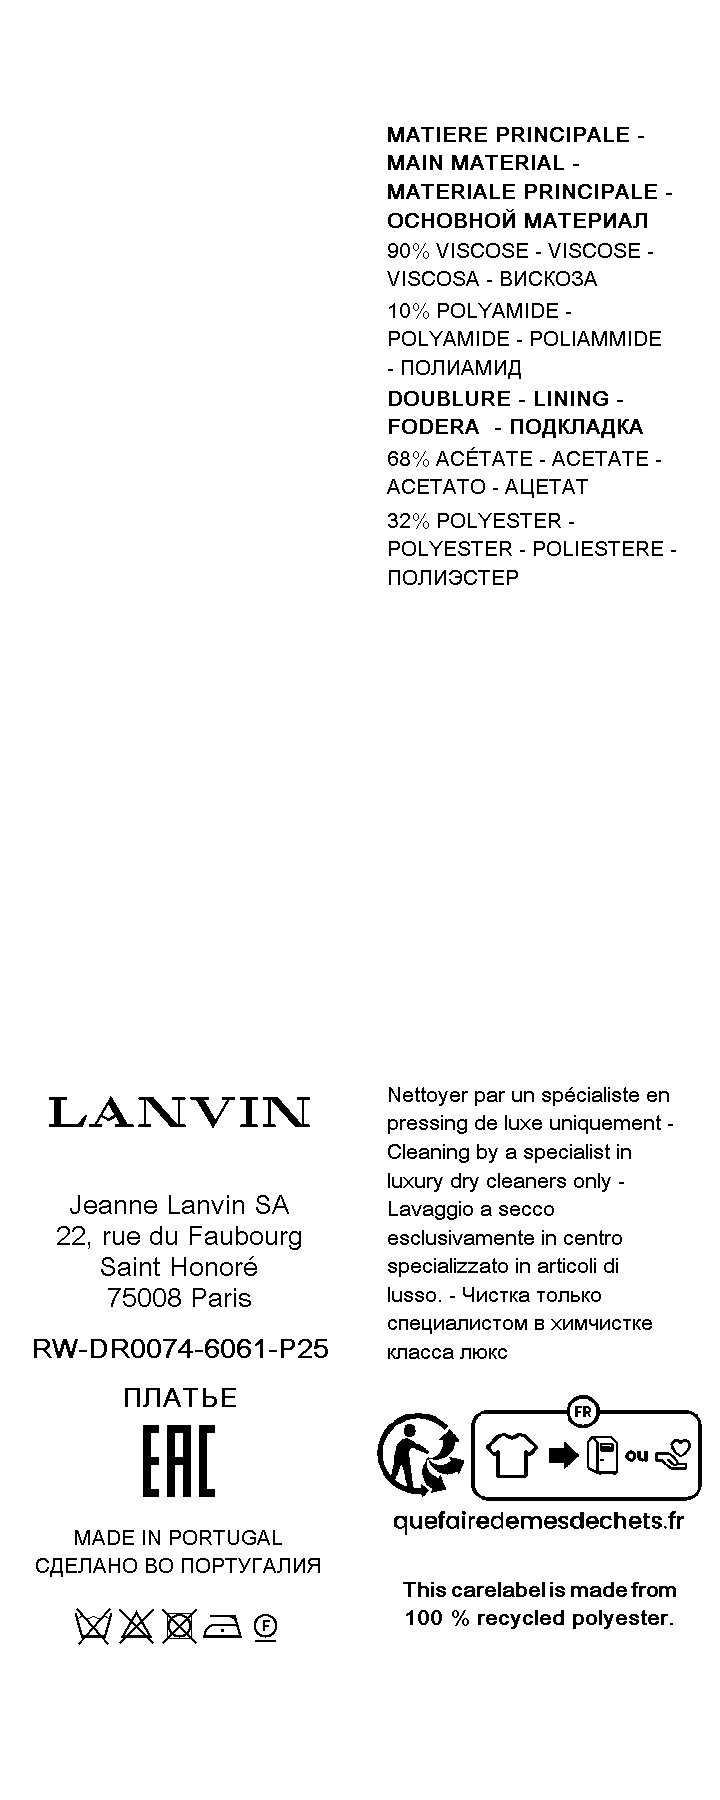 MATIERE PRINCIPALE -
MAIN MATERIAL -
MATERIALE PRINCIPALE -
ОСНОВНОЙ МАТЕРИАЛ
90% VISCOSE - VISCOSE -
VISCOSA - ВИСКОЗА
10% POLYAMIDE -
POLYAMIDE - POLIAMMIDE
- ПОЛИАМИД
DOUBLURE - LINING -
FODERA - ПОДКЛАДКА
68% ACÉTATE - ACETATE -
ACETATO - АЦЕТАТ
32% POLYESTER -
POLYESTER - POLIESTERE -
ПОЛИЭСТЕР
LANVIN
Jeanne Lanvin SA
22, rue du Faubourg
Saint Honoré
75008 Paris
RW-DR0074-6061-P25
ПЛАТЬЕ
EAC
MADE IN PORTUGAL
СДЕЛАНО ВО ПОРТУГАЛИЯ
F
Nettoyer par un spécialiste en
pressing de luxe uniquement -
Cleaning by a specialist in
luxury dry cleaners only -
Lavaggio a secco
esclusivamente in centro
specializzato in articoli di
lusso. - Чистка только
специалистом в химчистке
класса люкс
FR
ou
quefairedemesdechets.fr
This carelabel is made from
100 % recycled polyester.